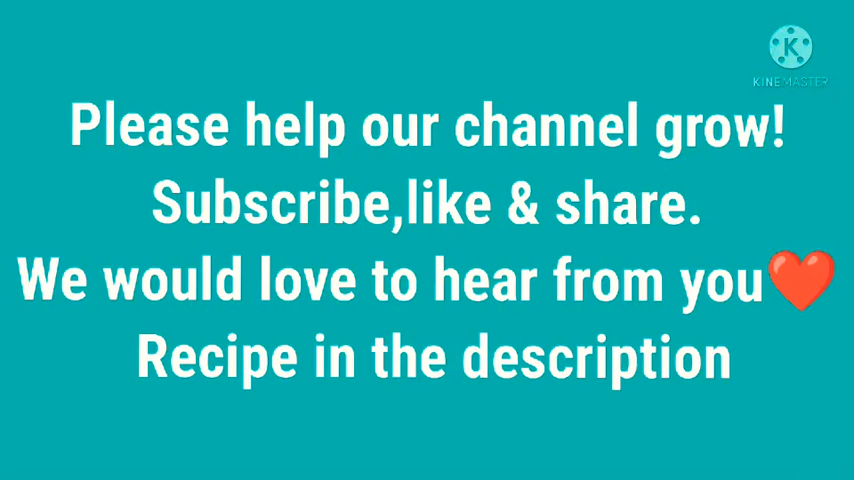 K
KINEMASTER
Please help our channel grow!
Subscribe,like & share.
We would love to hear from you❤️
Recipe in the description